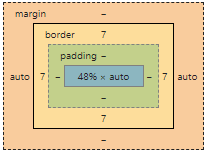 margin –
border 7
padding –
auto 7 – 48% × auto – 7 auto
–
7
–